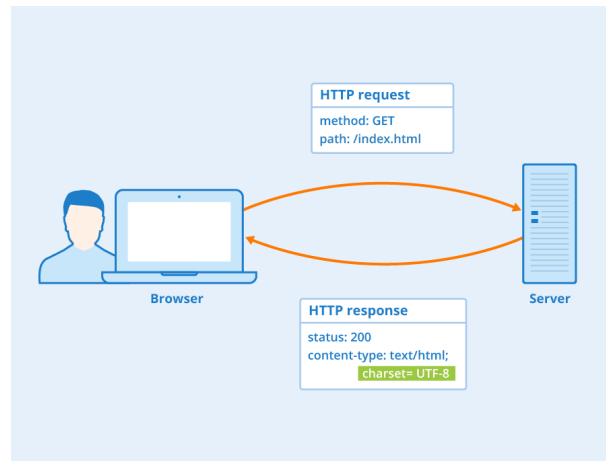 HTTP request
method: GET
path: /index.html
Browser
Server
HTTP response
status: 200
content-type: text/html;
charset= UTF-8